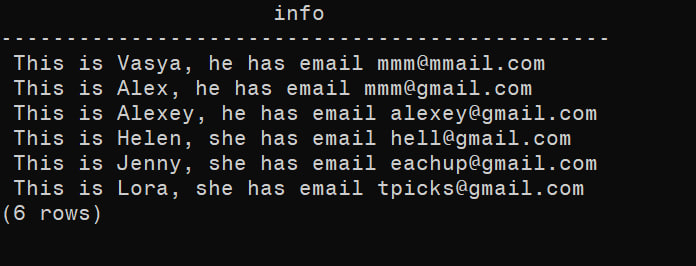 info
-----------------------------------------------
This is Vasya, he has email mmm@mmail.com
This is Alex, he has email mmm@gmail.com
This is Alexey, he has email alexey@gmail.com
This is Helen, she has email hell@gmail.com
This is Jenny, she has email eachup@gmail.com
This is Lora, she has email tpicks@gmail.com
(6 rows)